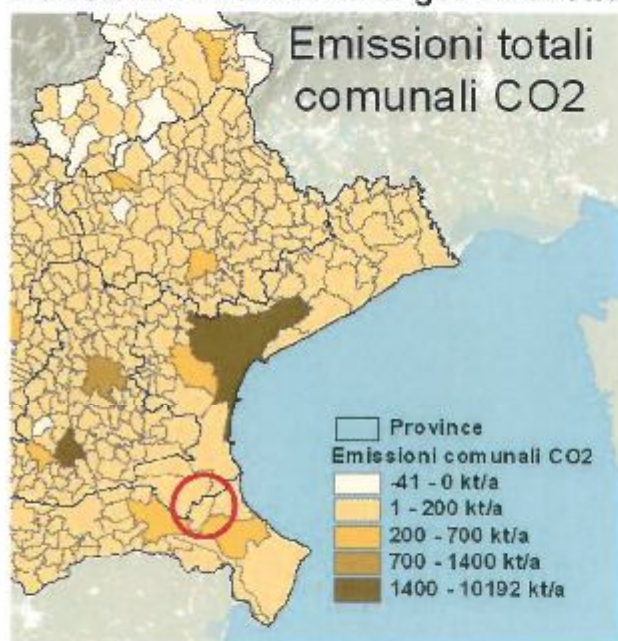 Emissioni totali
comunali CO2
Province
Emissioni comunali CO2
-41 - 0 kt/a
1 - 200 kt/a
200 - 700 kt/a
700 - 1400 kt/a
1400 - 10192 kt/a